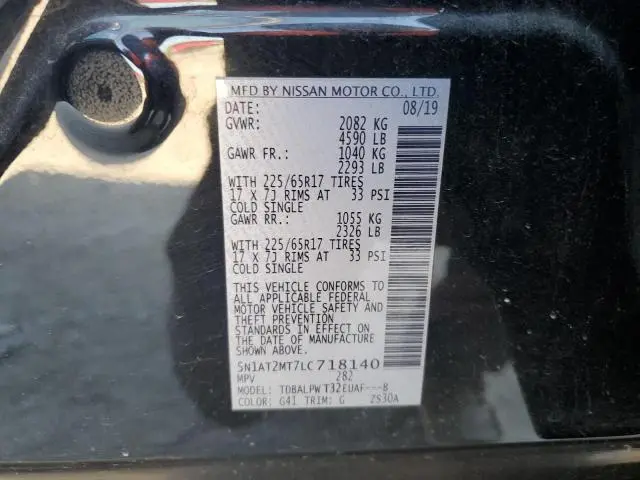 MFD BY NISSAN MOTOR CO., LTD.
DATE: 08/19
GVWR: 2082 KG
4590 LB
GAWR FR.: 1040 KG
2293 LB
WITH 225/65R17 TIRES
17 X 7J RIMS AT 33 PSI
COLD SINGLE
GAWR RR.: 1055 KG
2326 LB
WITH 225/65R17 TIRES
17 X 7J RIMS AT 33 PSI
COLD SINGLE
THIS VEHICLE CONFORMS TO
ALL APPLICABLE FEDERAL
MOTOR VEHICLE SAFETY AND
THEFT PREVENTION
STANDARDS IN EFFECT ON
THE DATE OF MANUFACTURE
SHOWN ABOVE.
5N1AT2MT7LC718140
MPV 282
MODEL: TDBALPWT32EUAF---B
COLOR: G41 TRIM: G ZS30A